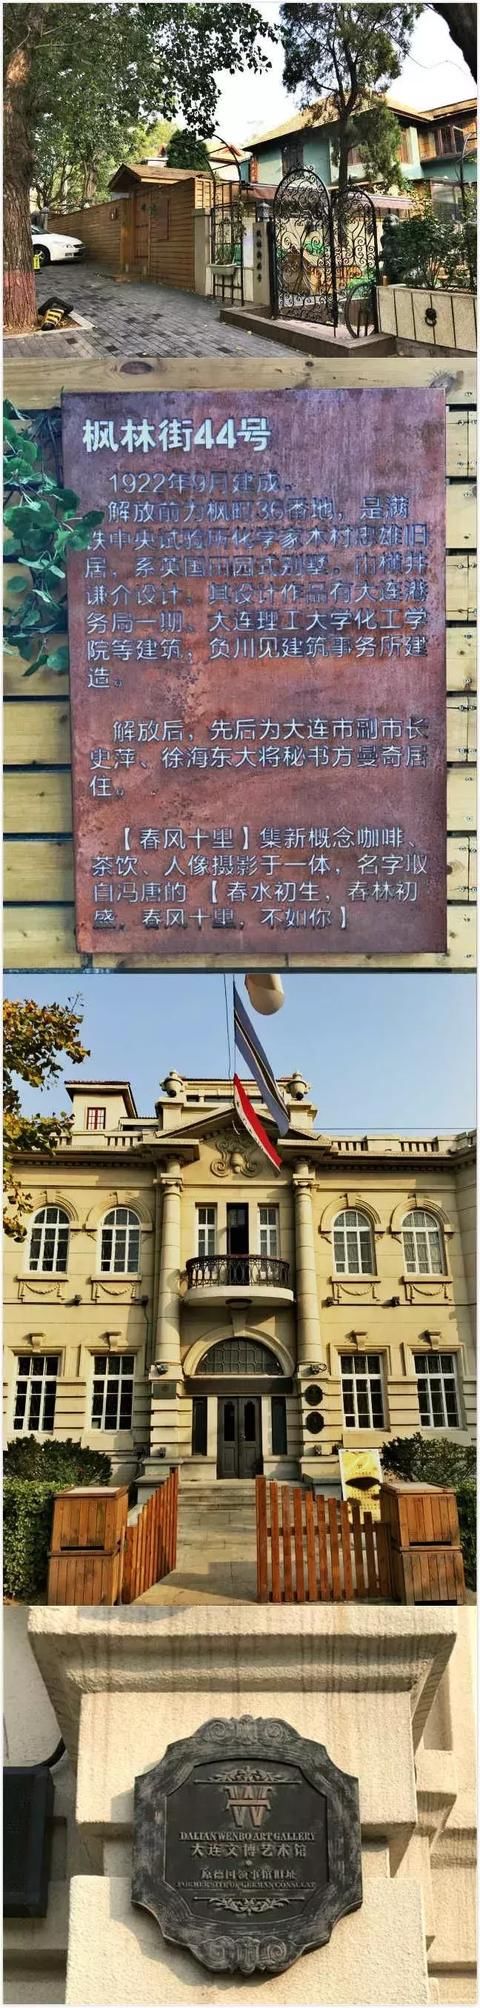 枫林街44号
1922年9月建成。
解放前为枫町36番地，是满
铁中央试验所化学家木村忠雄旧
居，系英国田园式别墅。由横井
谦介设计，其设计作品有大连港
务局一期、大连理工大学化工学
院等建筑，负川见建筑事务所建
造。
解放后，先后为大连市副市长
史萍、徐海东大将秘书方曼奇居
住。
【春风十里】集新概念咖啡、
茶饮、人像摄影于一体，名字取
自冯唐的【春水初生，春林初
盛，春风十里，不如你】
W
DALIAN WENBO ART GALLERY
大连文博艺术馆
原德国领事馆旧址
FORMER SITE OF GERMAN CONSULAT